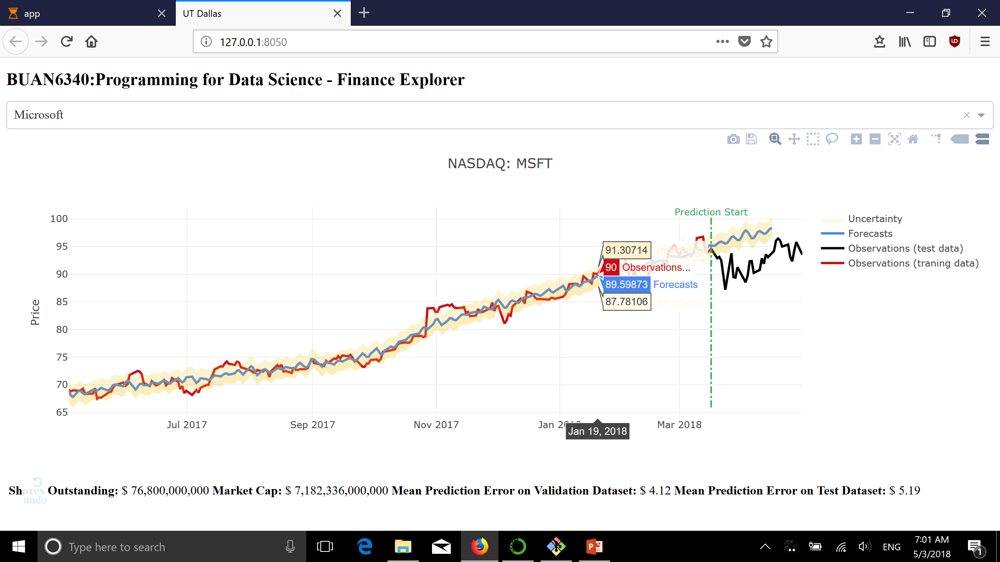 app
UT Dallas
127.0.0.1:8050
BUAN6340:Programming for Data Science - Finance Explorer
Microsoft
NASDAQ: MSFT
Prediction Start
100
95
90
85
80
75
70
65
Price
Uncertainty
Forecasts
Observations (test data)
Observations (traning data)
91.30714 Uncertainty
90 Observations...
89.59873 Forecasts
87.78106 Uncertainty
Jul 2017 Sep 2017 Nov 2017 Jan 2018 Mar 2018
Jan 19, 2018
Shares Outstanding: $ 76,800,000,000 Market Cap: $ 7,182,336,000,000 Mean Prediction Error on Validation Dataset: $ 4.12 Mean Prediction Error on Test Dataset: $ 5.19
undo
Type here to search
ENG
7:01 AM
5/3/2018
1